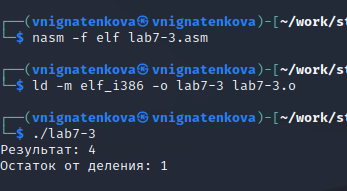 (vnignatenkova㉿vnignatenkova)-[~/work/st
$ nasm -f elf lab7-3.asm
(vnignatenkova㉿vnignatenkova)-[~/work/st
$ ld -m elf_i386 -o lab7-3 lab7-3.o
(vnignatenkova㉿vnignatenkova)-[~/work/st
$ ./lab7-3
Результат: 4
Остаток от деления: 1